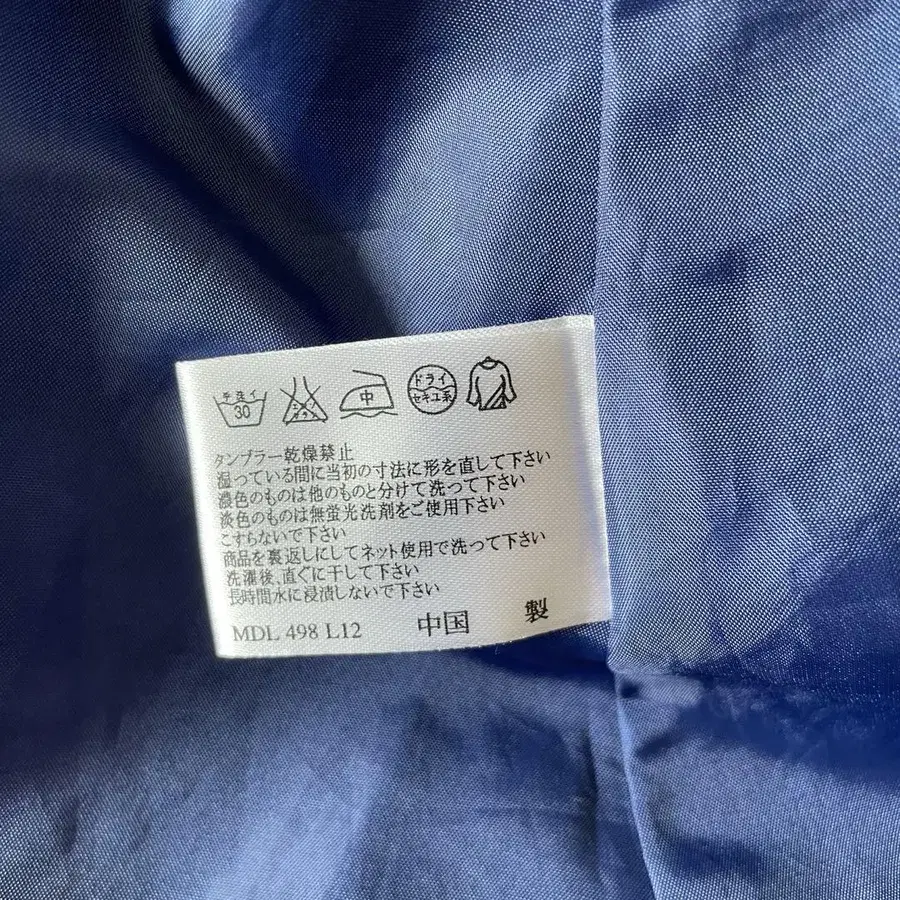 手洗イ
30
エンソサラシ
中
ドライ
セキユ系
タンブラー乾燥禁止
湿っている間に当初の寸法に形を直して下さい
濃色のものは他のものと分けて洗って下さい
淡色のものは無蛍光洗剤をご使用下さい
こすらないで下さい
商品を裏返しにしてネット使用で洗って下さい
洗濯後、直ぐに干して下さい
長時間水に浸漬しないで下さい
MDL 498 L12 中国 製